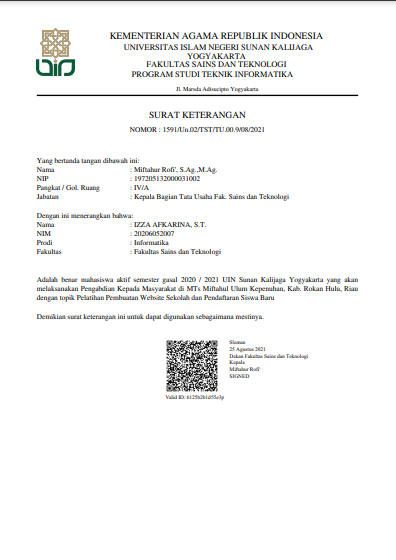 KEMENTERIAN AGAMA REPUBLIK INDONESIA
UNIVERSITAS ISLAM NEGERI SUNAN KALIJAGA
YOGYAKARTA
FAKULTAS SAINS DAN TEKNOLOGI
PROGRAM STUDI TEKNIK INFORMATIKA
Jl. Marsda Adisucipto Yogyakarta
SURAT KETERANGAN
NOMOR : 1591/Un.02/TST/TU.00.9/08/2021
Yang bertanda tangan dibawah ini:
Nama : Miftahur Rofi', S.Ag.,M.Ag.
NIP : 197205132000031002
Pangkat / Gol. Ruang : IV/A
Jabatan : Kepala Bagian Tata Usaha Fak. Sains dan Teknologi
Dengan ini menerangkan bahwa:
Nama : IZZA AFKARINA, S.T.
NIM : 20206052007
Prodi : Informatika
Fakultas : Fakultas Sains dan Teknologi
Adalah benar mahasiswa aktif semester gasal 2020 / 2021 UIN Sunan Kalijaga Yogyakarta yang akan
melaksanakan Pengabdian Kepada Masyarakat di MTs Miftahul Ulum Kepenuhan, Kab. Rokan Hulu, Riau
dengan topik Pelatihan Pembuatan Website Sekolah dan Pendaftaran Siswa Baru
Demikian surat keterangan ini untuk dapat digunakan sebagaimana mestinya.
Sleman
25 Agustus 2021
Dekan Fakultas Sains dan Teknologi
Kepala
Miftahur Rofi'
SIGNED
Valid ID: 6125b2b1d55e3p